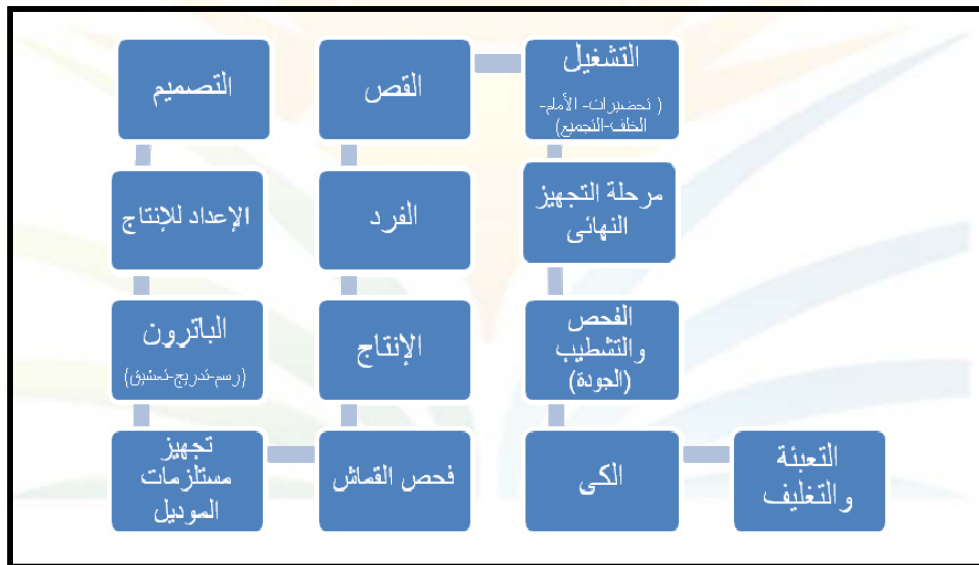 التصميم
الإعداد للإنتاج
الباترون
(رسم-تدريج-تعشيق)
تجهيز
مستلزمات
الموديل
فحص القماش
الإنتاج
الفرد
القص
التشغيل
( تحضيرات- الأمام-
الخلف-التجميع)
مرحلة التجهيز
النهائى
الفحص
والتشطيب
(الجودة)
الكى
التعبئة
والتغليف